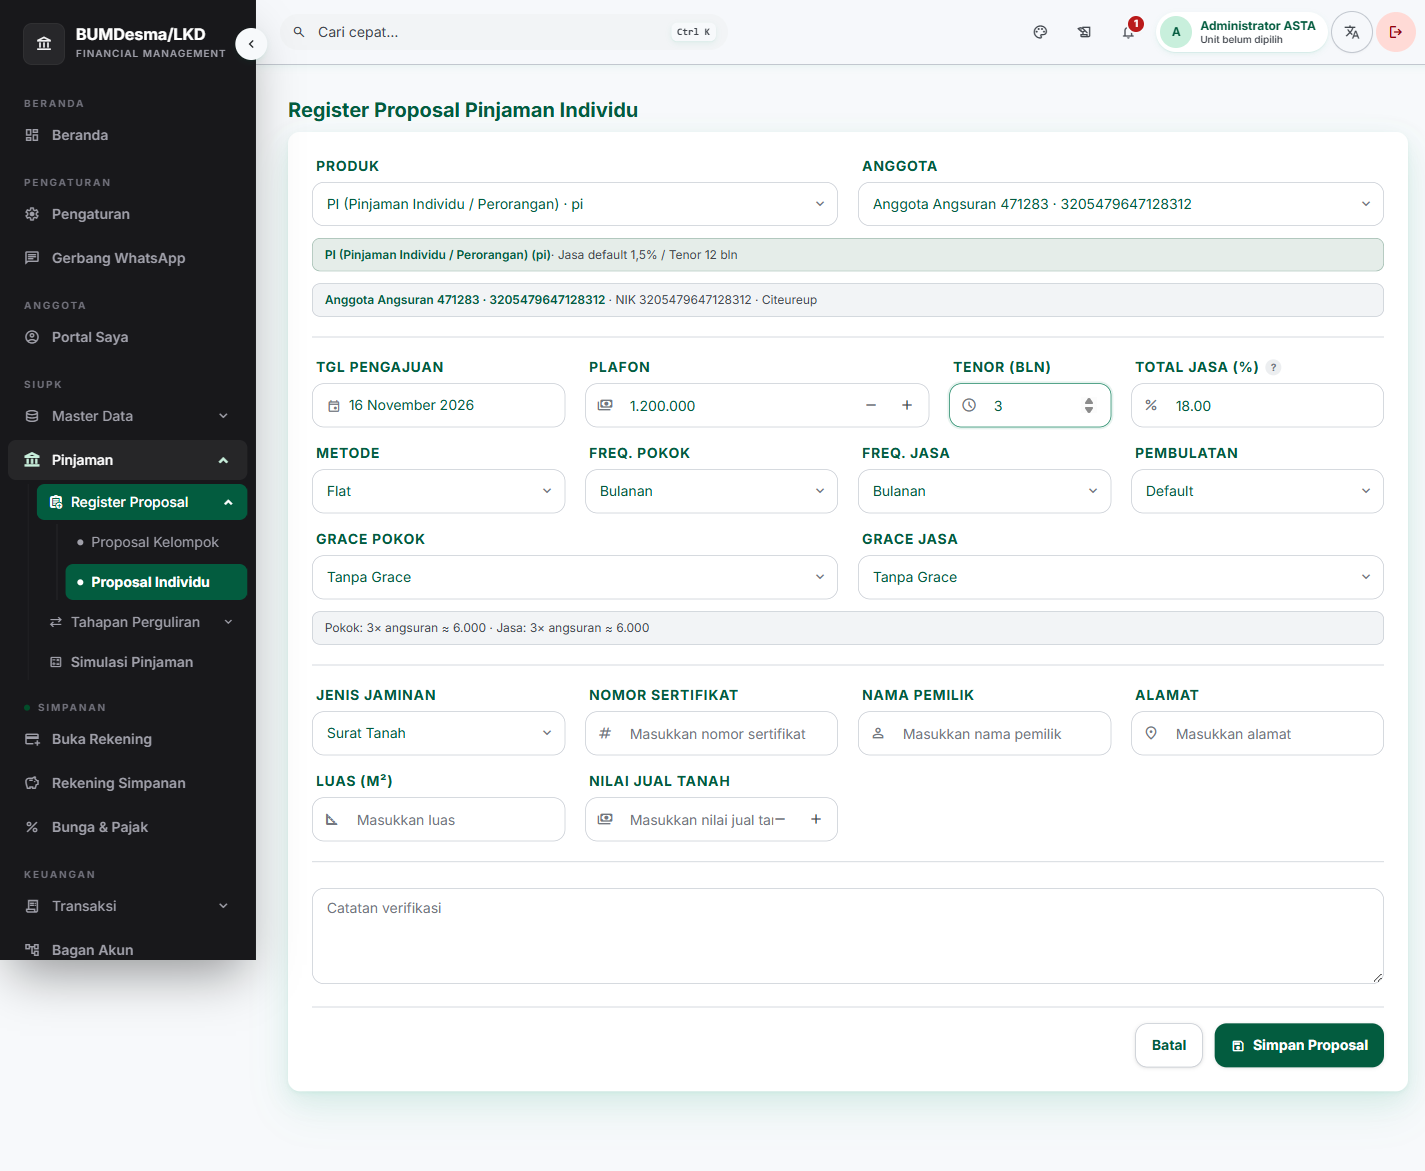 BUMDesma/LKD
FINANCIAL MANAGEMENT
Cari cepat...
Ctrl K
1
A
Administrator ASTA
Unit belum dipilih
BERANDA
Beranda
PENGATURAN
Pengaturan
Gerbang WhatsApp
ANGGOTA
Portal Saya
SIUPK
Master Data
Pinjaman
Register Proposal
Proposal Kelompok
Proposal Individu
Tahapan Perguliran
Simulasi Pinjaman
SIMPANAN
Buka Rekening
Rekening Simpanan
Bunga & Pajak
KEUANGAN
Transaksi
Bagan Akun
Register Proposal Pinjaman Individu
PRODUK
ANGGOTA
PI (Pinjaman Individu / Perorangan) · pi
Anggota Angsuran 471283 · 3205479647128312
PI (Pinjaman Individu / Perorangan) (pi)· Jasa default 1,5% / Tenor 12 bln
Anggota Angsuran 471283 · 3205479647128312 · NIK 3205479647128312 · Citeureup
TGL PENGAJUAN
PLAFON
TENOR (BLN)
TOTAL JASA (%) ?
16 November 2026
1.200.000
3
% 18.00
METODE
FREQ. POKOK
FREQ. JASA
PEMBULATAN
Flat
Bulanan
Bulanan
Default
GRACE POKOK
GRACE JASA
Tanpa Grace
Tanpa Grace
Pokok: 3× angsuran ≈ 6.000 · Jasa: 3× angsuran ≈ 6.000
JENIS JAMINAN
NOMOR SERTIFIKAT
NAMA PEMILIK
ALAMAT
Surat Tanah
# Masukkan nomor sertifikat
Masukkan nama pemilik
Masukkan alamat
LUAS (M²)
NILAI JUAL TANAH
Masukkan luas
Masukkan nilai jual tan
Catatan verifikasi
Batal
Simpan Proposal